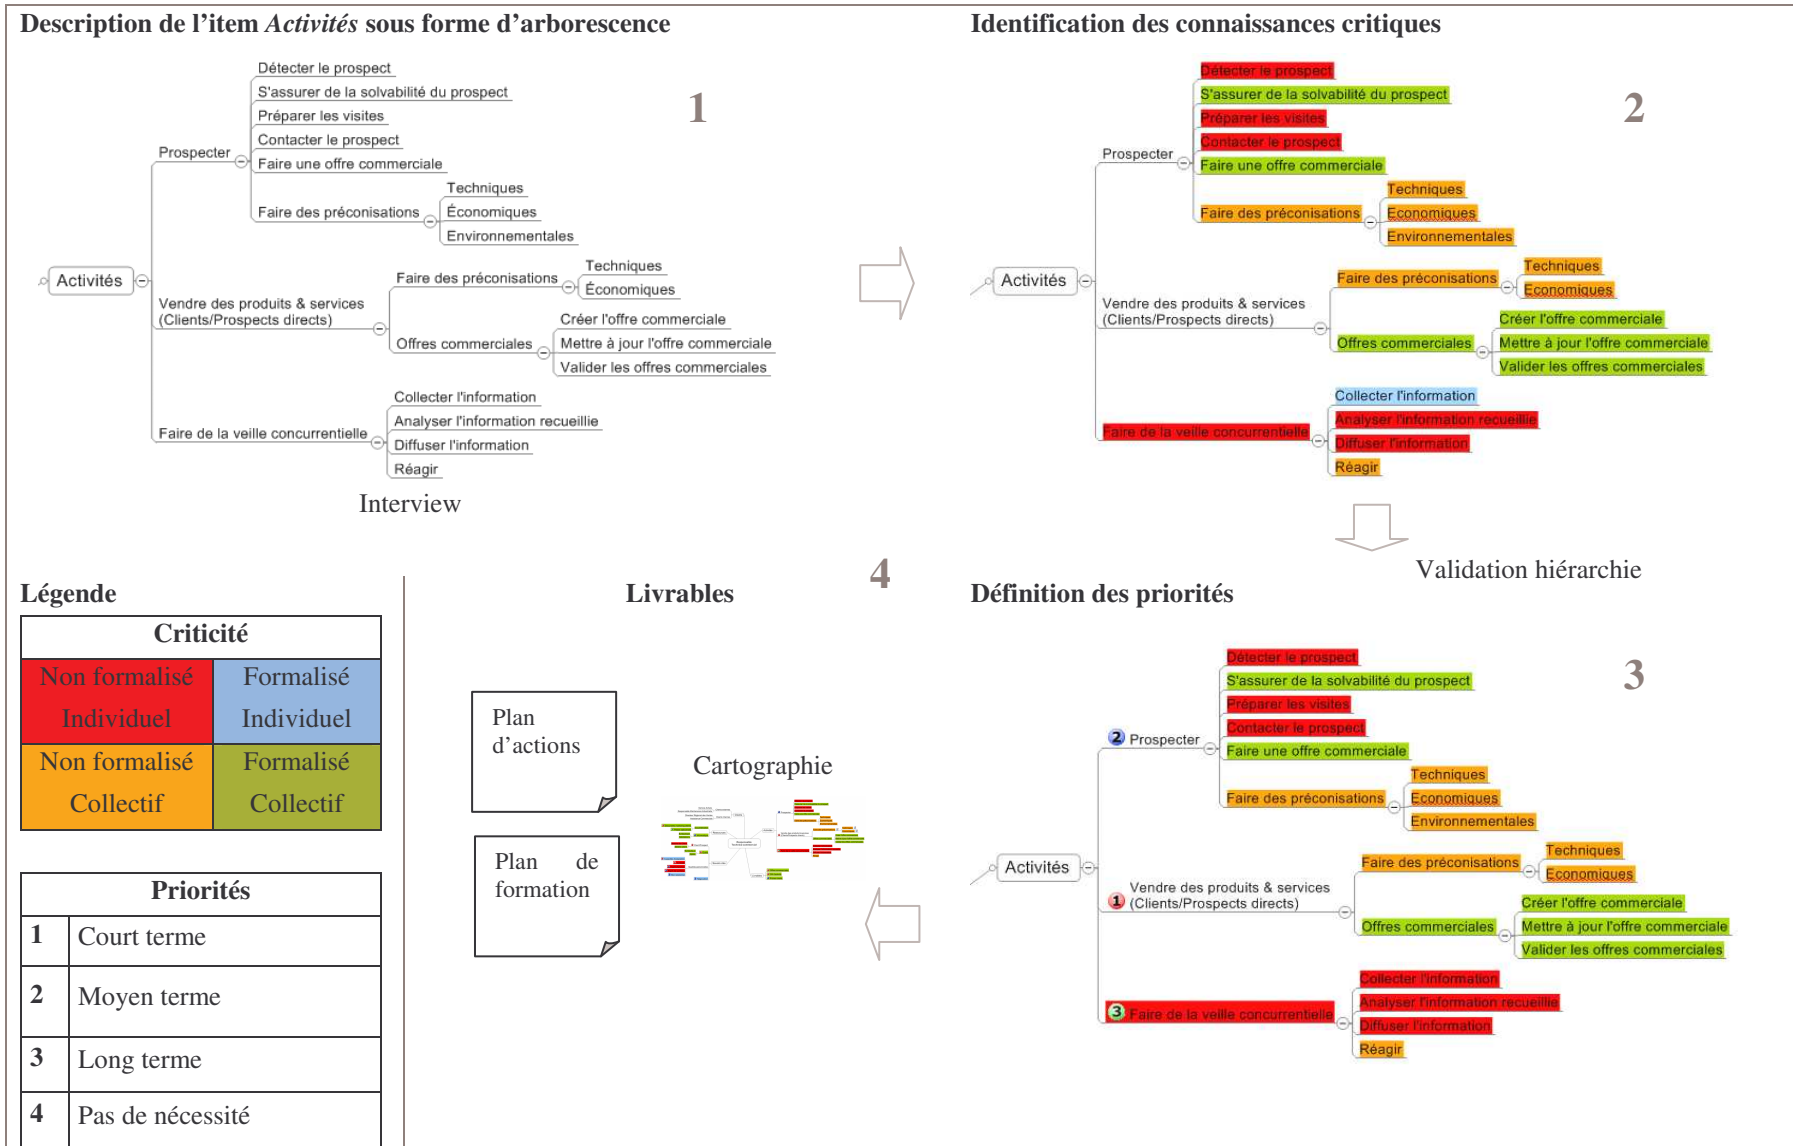 Description de l'item Activités sous forme d'arborescence
1
Détecter le prospect
S'assurer de la solvabilité du prospect
Préparer les visites
Contacter le prospect
Prospecter
Faire une offre commerciale
Techniques
Faire des préconisations
Économiques
Environnementales
Activités
Faire des préconisations
Techniques
Économiques
Vendre des produits & services
(Clients/Prospects directs)
Créer l'offre commerciale
Offres commerciales
Mettre à jour l'offre commerciale
Valider les offres commerciales
Collecter l'information
Analyser l'information recueillie
Faire de la veille concurrentielle
Diffuser l'information
Réagir
Interview
Identification des connaissances critiques
2
Détecter le prospect
S'assurer de la solvabilité du prospect
Préparer les visites
Contacter le prospect
Prospecter
Faire une offre commerciale
Techniques
Faire des préconisations
Economiques
Environnementales
Activités
Faire des préconisations
Techniques
Economiques
Vendre des produits & services
(Clients/Prospects directs)
Créer l'offre commerciale
Offres commerciales
Mettre à jour l'offre commerciale
Valider les offres commerciales
Collecter l'information
Analyser l'information recueillie
Faire de la veille concurrentielle
Diffuser l'information
Réagir
Validation hiérarchie
Légende
Criticité
Non formalisé
Individuel
Formalisé
Individuel
Non formalisé
Collectif
Formalisé
Collectif
Priorités
1 Court terme
2 Moyen terme
3 Long terme
4 Pas de nécessité
4
Livrables
Plan
d'actions
Cartographie
Plan de
formation
Définition des priorités
3
Détecter le prospect
S'assurer de la solvabilité du prospect
Préparer les visites
Contacter le prospect
2 Prospecter
Faire une offre commerciale
Techniques
Faire des préconisations
Economiques
Environnementales
Activités
Faire des préconisations
Techniques
Economiques
1 Vendre des produits & services
(Clients/Prospects directs)
Créer l'offre commerciale
Offres commerciales
Mettre à jour l'offre commerciale
Valider les offres commerciales
Collecter l'information
Analyser l'information recueillie
3 Faire de la veille concurrentielle
Diffuser l'information
Réagir